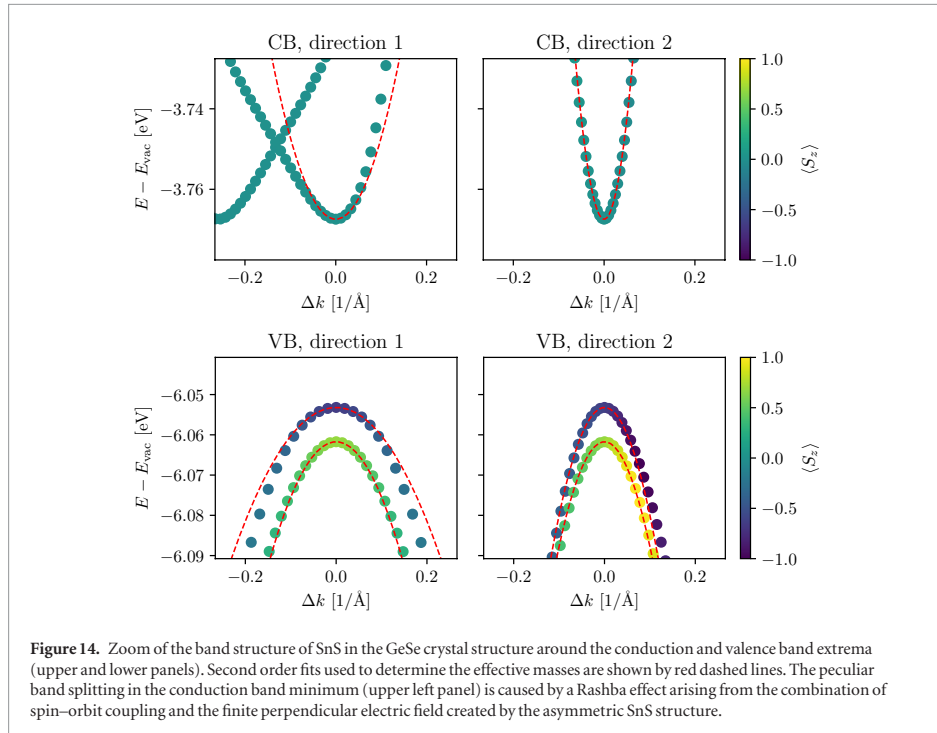 CB, direction 1
CB, direction 2
E − E_vac [eV]
−3.74
−3.76
−0.2
0.0
0.2
Δk [1/Å]
−0.2
0.0
0.2
Δk [1/Å]
1.0
0.5
0.0
−0.5
−1.0
⟨S_z⟩
VB, direction 1
VB, direction 2
E − E_vac [eV]
−6.05
−6.06
−6.07
−6.08
−6.09
−0.2
0.0
0.2
Δk [1/Å]
−0.2
0.0
0.2
Δk [1/Å]
1.0
0.5
0.0
−0.5
−1.0
⟨S_z⟩
Figure 14. Zoom of the band structure of SnS in the GeSe crystal structure around the conduction and valence band extrema
(upper and lower panels). Second order fits used to determine the effective masses are shown by red dashed lines. The peculiar
band splitting in the conduction band minimum (upper left panel) is caused by a Rashba effect arising from the combination of
spin–orbit coupling and the finite perpendicular electric field created by the asymmetric SnS structure.